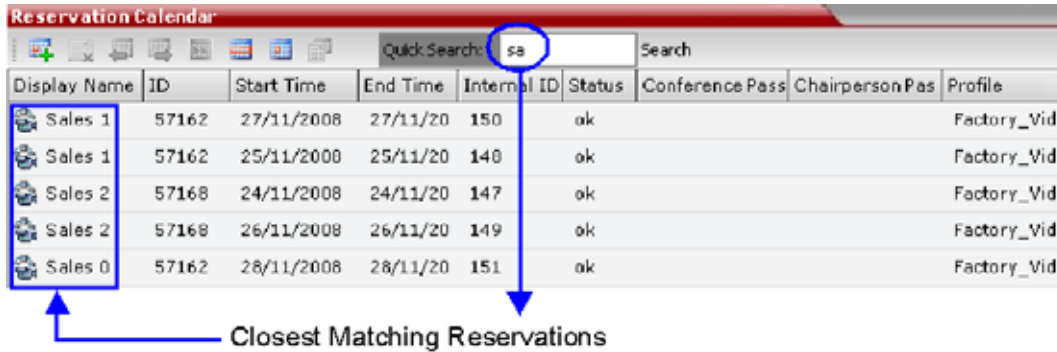 Reservation Calendar
Quick Search: sa Search
Display Name ID Start Time End Time Internal ID Status Conference Pass Chairperson Pas Profile
Sales 1 57162 27/11/2008 27/11/20 150 ok Factory_Vid
Sales 1 57162 25/11/2008 25/11/20 148 ok Factory_Vid
Sales 2 57168 24/11/2008 24/11/20 147 ok Factory_Vid
Sales 2 57168 26/11/2008 26/11/20 149 ok Factory_Vid
Sales 0 57162 28/11/2008 28/11/20 151 ok Factory_Vid
Closest Matching Reservations